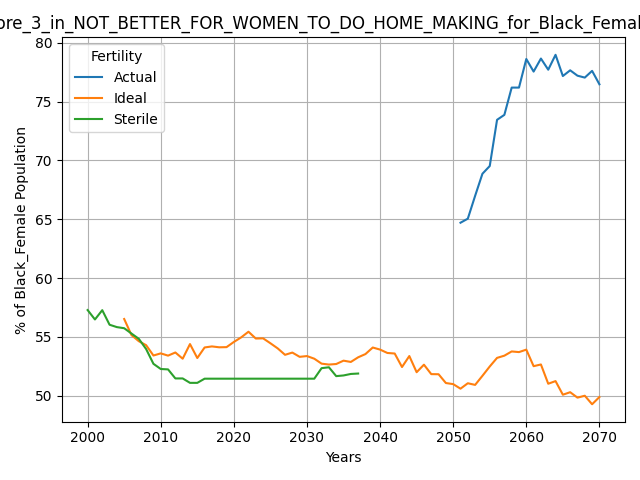 ore_3_in_NOT_BETTER_FOR_WOMEN_TO_DO_HOME_MAKING_for_Black_Femal
Fertility
Actual
Ideal
Sterile
% of Black_Female Population
80
75
70
65
60
55
50
2000 2010 2020 2030 2040 2050 2060 2070
Years